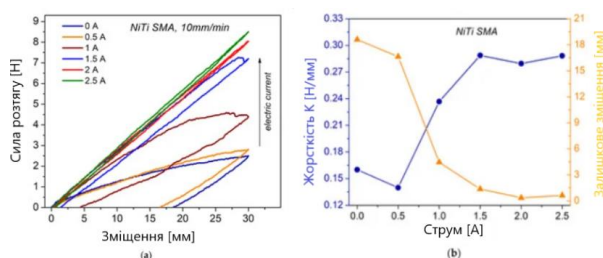 NiTi SMA, 10mm/min
0 A
0.5 A
1 A
1.5 A
2 A
2.5 A
electric current
Сила розтягу [Н]
9
8
7
6
5
4
3
2
1
0
0 5 10 15 20 25 30
Зміщення [мм]
(a)
NiTi SMA
Жорсткість K [Н/мм]
0.33
0.30
0.27
0.24
0.21
0.18
0.15
0.12
0.0 0.5 1.0 1.5 2.0 2.5
Струм [А]
21
18
15
12
9
6
3
0
Залишкове зміщення [мм]
(b)